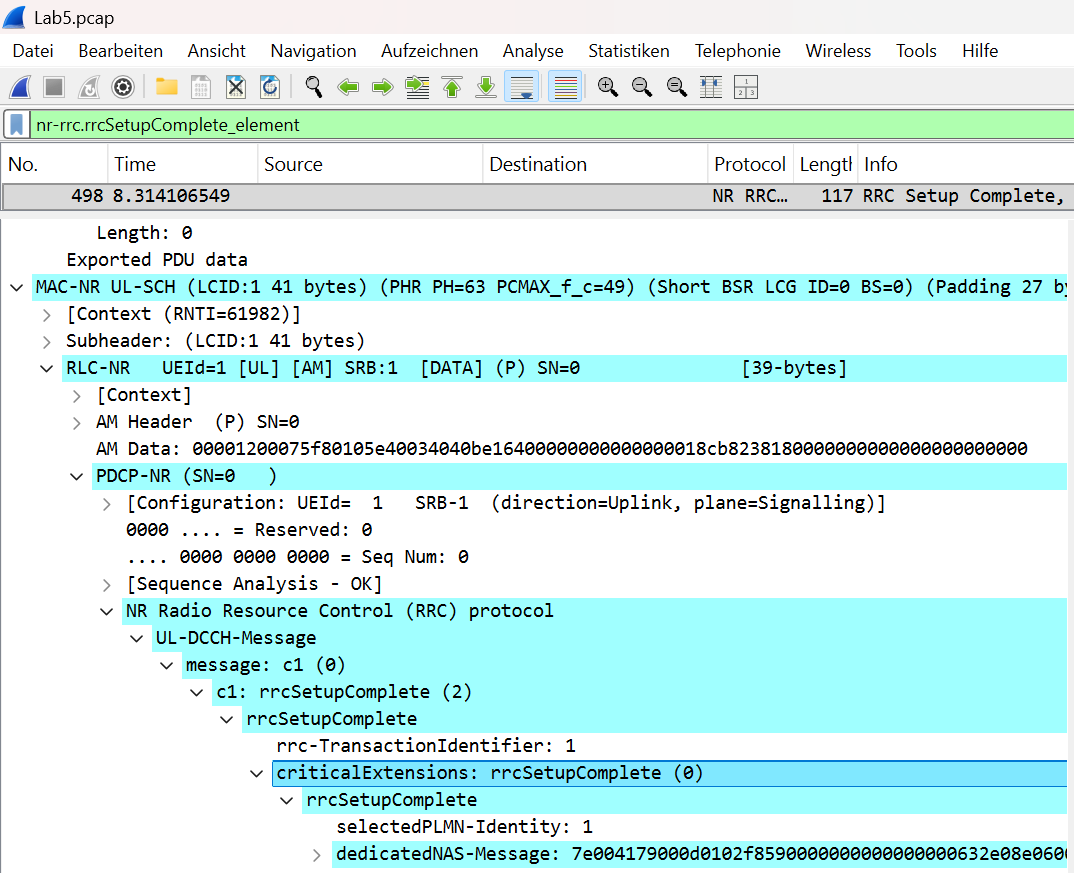 Lab5.pcap
Datei Bearbeiten Ansicht Navigation Aufzeichnen Analyse Statistiken Telephonie Wireless Tools Hilfe
nr-rrc.rrcSetupComplete_element
No. Time Source Destination Protocol Lengtl Info
498 8.314106549 NR RRC… 117 RRC Setup Complete,
Length: 0
Exported PDU data
MAC-NR UL-SCH (LCID:1 41 bytes) (PHR PH=63 PCMAX_f_c=49) (Short BSR LCG ID=0 BS=0) (Padding 27 by
[Context (RNTI=61982)]
Subheader: (LCID:1 41 bytes)
RLC-NR UEId=1 [UL] [AM] SRB:1 [DATA] (P) SN=0 [39-bytes]
[Context]
AM Header (P) SN=0
AM Data: 00001200075f80105e40034040be16400000000000000018cb8238180000000000000000000000
PDCP-NR (SN=0 )
[Configuration: UEId= 1 SRB-1 (direction=Uplink, plane=Signalling)]
0000 .... = Reserved: 0
.... 0000 0000 0000 = Seq Num: 0
[Sequence Analysis - OK]
NR Radio Resource Control (RRC) protocol
UL-DCCH-Message
message: c1 (0)
c1: rrcSetupComplete (2)
rrcSetupComplete
rrc-TransactionIdentifier: 1
criticalExtensions: rrcSetupComplete (0)
rrcSetupComplete
selectedPLMN-Identity: 1
dedicatedNAS-Message: 7e004179000d0102f8590000000000000000632e08e060